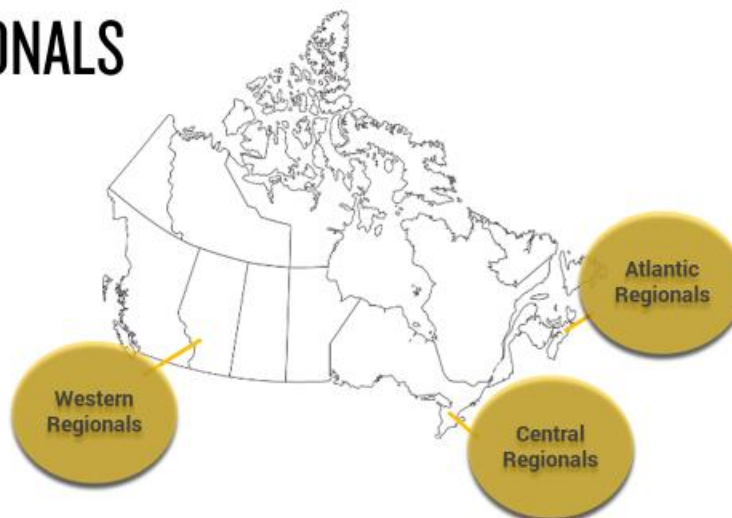 ONALS
Atlantic
Regionals
Western
Regionals
Central
Regionals